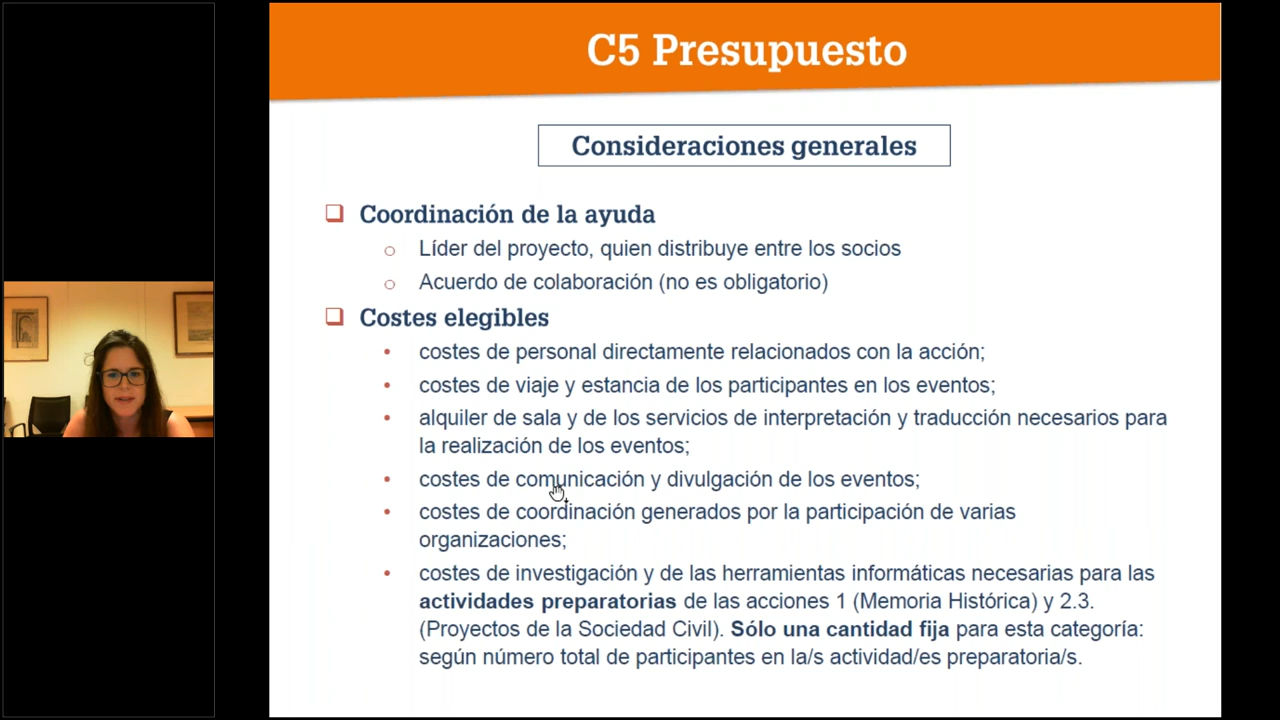 C5 Presupuesto
Consideraciones generales
Coordinación de la ayuda
Líder del proyecto, quien distribuye entre los socios
Acuerdo de colaboración (no es obligatorio)
Costes elegibles
costes de personal directamente relacionados con la acción;
costes de viaje y estancia de los participantes en los eventos;
alquiler de sala y de los servicios de interpretación y traducción necesarios para
la realización de los eventos;
costes de comunicación y divulgación de los eventos;
costes de coordinación generados por la participación de varias
organizaciones;
costes de investigación y de las herramientas informáticas necesarias para las
actividades preparatorias de las acciones 1 (Memoria Histórica) y 2.3.
(Proyectos de la Sociedad Civil). Sólo una cantidad fija para esta categoría:
según número total de participantes en la/s actividad/es preparatoria/s.